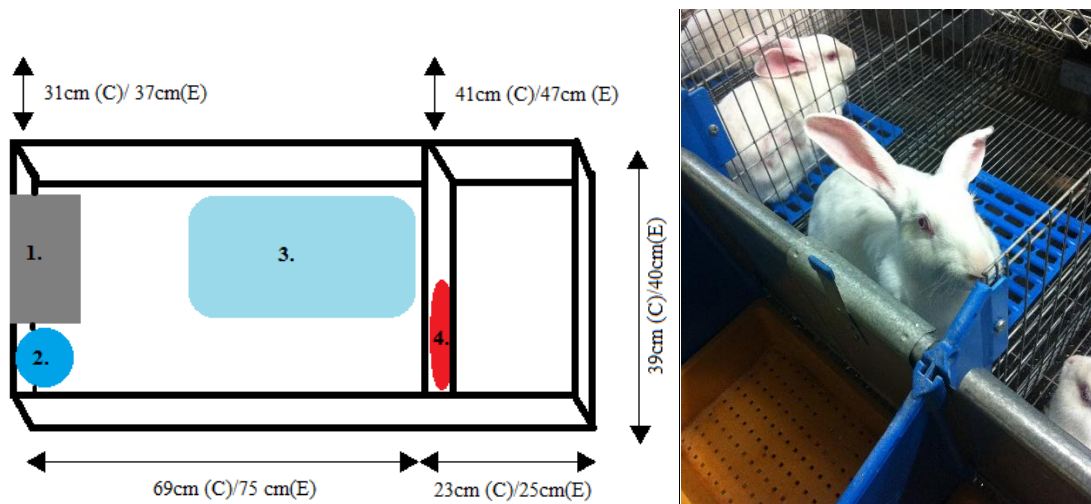 31cm (C)/ 37cm(E)
41cm (C)/47cm (E)
1.
3.
2.
4.
39cm (C)/40cm(E)
69cm (C)/75 cm(E)
23cm (C)/25cm(E)